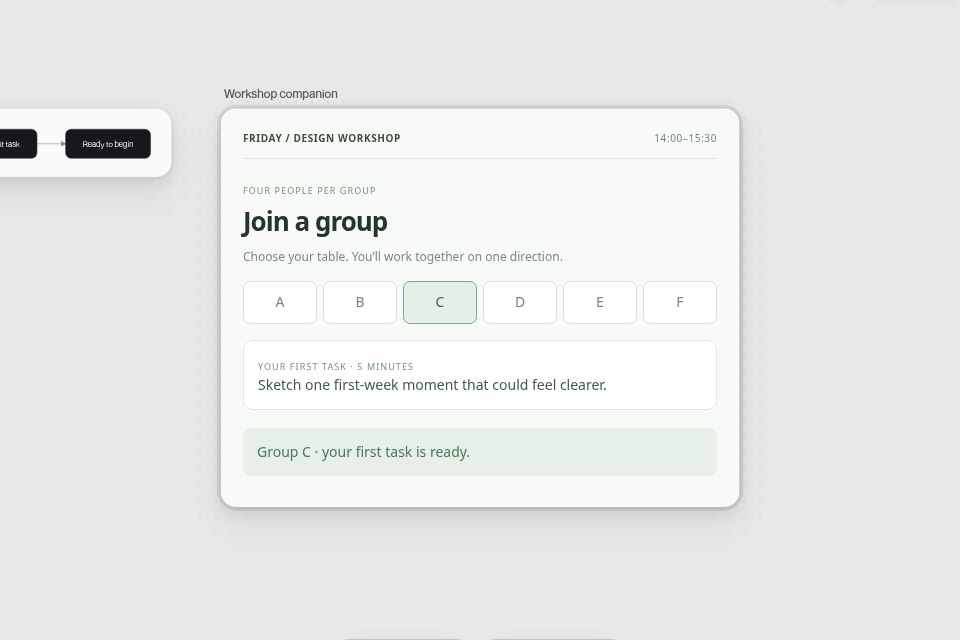 Workshop companion
task
Ready to begin
FRIDAY / DESIGN WORKSHOP
14:00–15:30
FOUR PEOPLE PER GROUP
Join a group
Choose your table. You’ll work together on one direction.
A
B
C
D
E
F
YOUR FIRST TASK · 5 MINUTES
Sketch one first-week moment that could feel clearer.
Group C · your first task is ready.